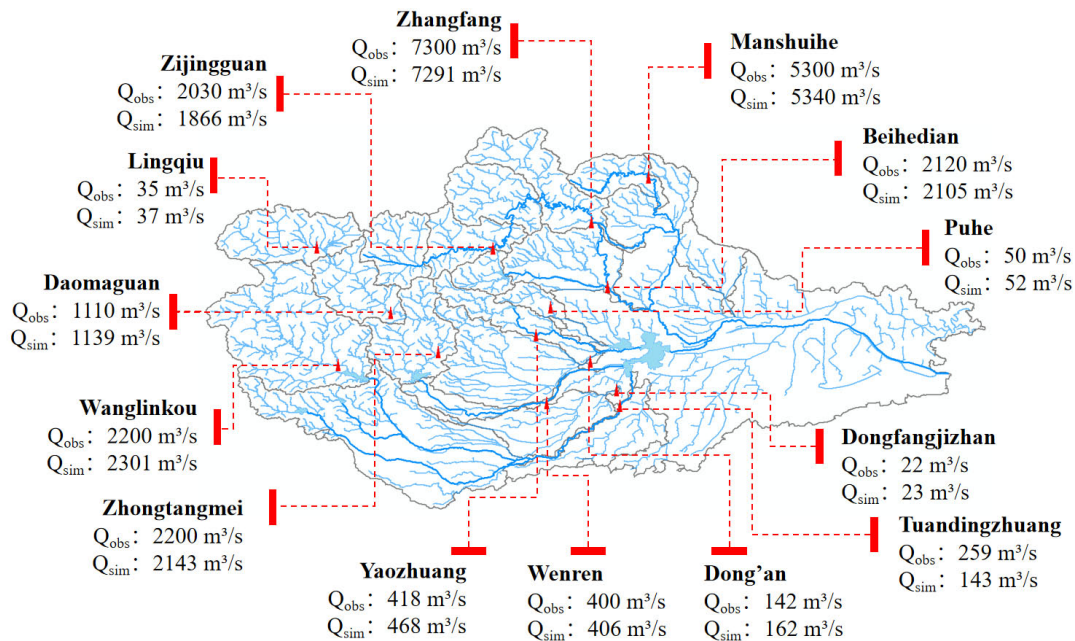 Zhangfang
Qobs: 7300 m³/s
Qsim: 7291 m³/s
Manshuihe
Qobs: 5300 m³/s
Qsim: 5340 m³/s
Zijingguan
Qobs: 2030 m³/s
Qsim: 1866 m³/s
Beihedian
Qobs: 2120 m³/s
Qsim: 2105 m³/s
Lingqiu
Qobs: 35 m³/s
Qsim: 37 m³/s
Puhe
Qobs: 50 m³/s
Qsim: 52 m³/s
Daomaguan
Qobs: 1110 m³/s
Qsim: 1139 m³/s
Wanglinkou
Qobs: 2200 m³/s
Qsim: 2301 m³/s
Dongfangjizhan
Qobs: 22 m³/s
Qsim: 23 m³/s
Zhongtangmei
Qobs: 2200 m³/s
Qsim: 2143 m³/s
Tuandingzhuang
Qobs: 259 m³/s
Qsim: 143 m³/s
Yaozhuang
Qobs: 418 m³/s
Qsim: 468 m³/s
Wenren
Qobs: 400 m³/s
Qsim: 406 m³/s
Dong’an
Qobs: 142 m³/s
Qsim: 162 m³/s